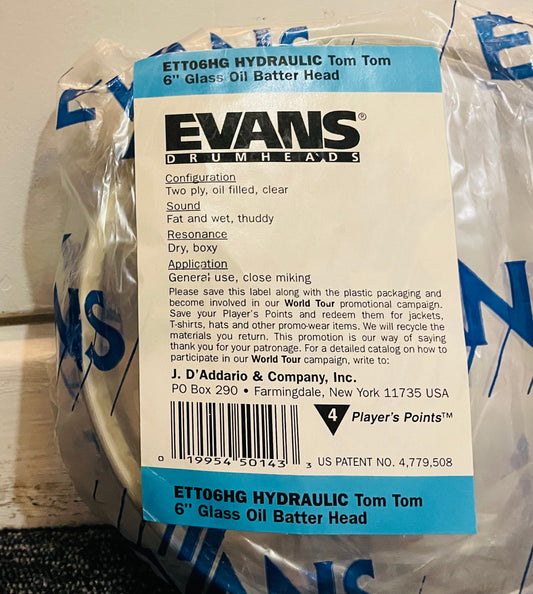 ETT06HG HYDRAULIC Tom Tom
6" Glass Oil Batter Head
EVANS®
DRUMHEADS
Configuration
Two ply, oil filled, clear
Sound
Fat and wet, thuddy
Resonance
Dry, boxy
Application
General use, close miking
Please save this label along with the plastic packaging and
become involved in our World Tour promotional campaign.
Save your Player's Points and redeem them for jackets,
T-shirts, hats and other promo-wear items. We will recycle the
materials you return. This promotion is our way of saying
thank you for your patronage. For a detailed catalog on how to
participate in our World Tour campaign, write to:
J. D'Addario & Company, Inc.
PO Box 290 • Farmingdale, New York 11735 USA
4 Player's Points™
0 19954 50143 3
US PATENT NO. 4,779,508
ETT06HG HYDRAULIC Tom Tom
6" Glass Oil Batter Head